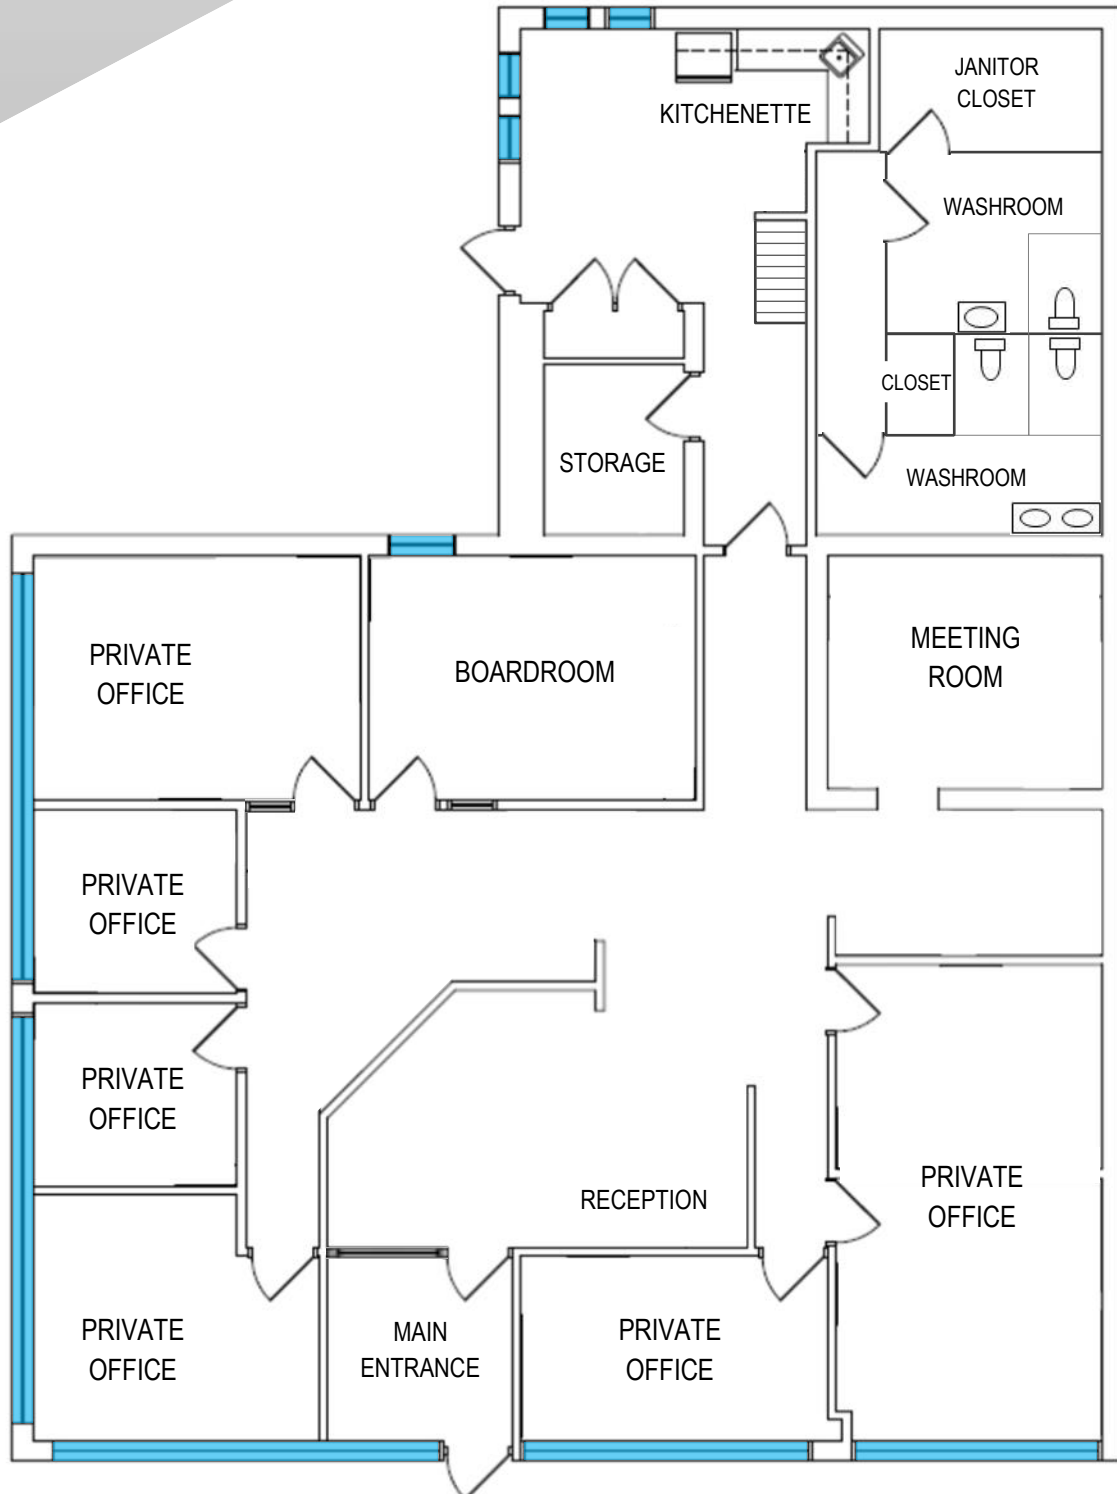 JANITOR
CLOSET
KITCHENETTE
WASHROOM
CLOSET
STORAGE
WASHROOM
PRIVATE
OFFICE
BOARDROOM
MEETING
ROOM
PRIVATE
OFFICE
PRIVATE
OFFICE
RECEPTION
PRIVATE
OFFICE
PRIVATE
OFFICE
MAIN
ENTRANCE
PRIVATE
OFFICE